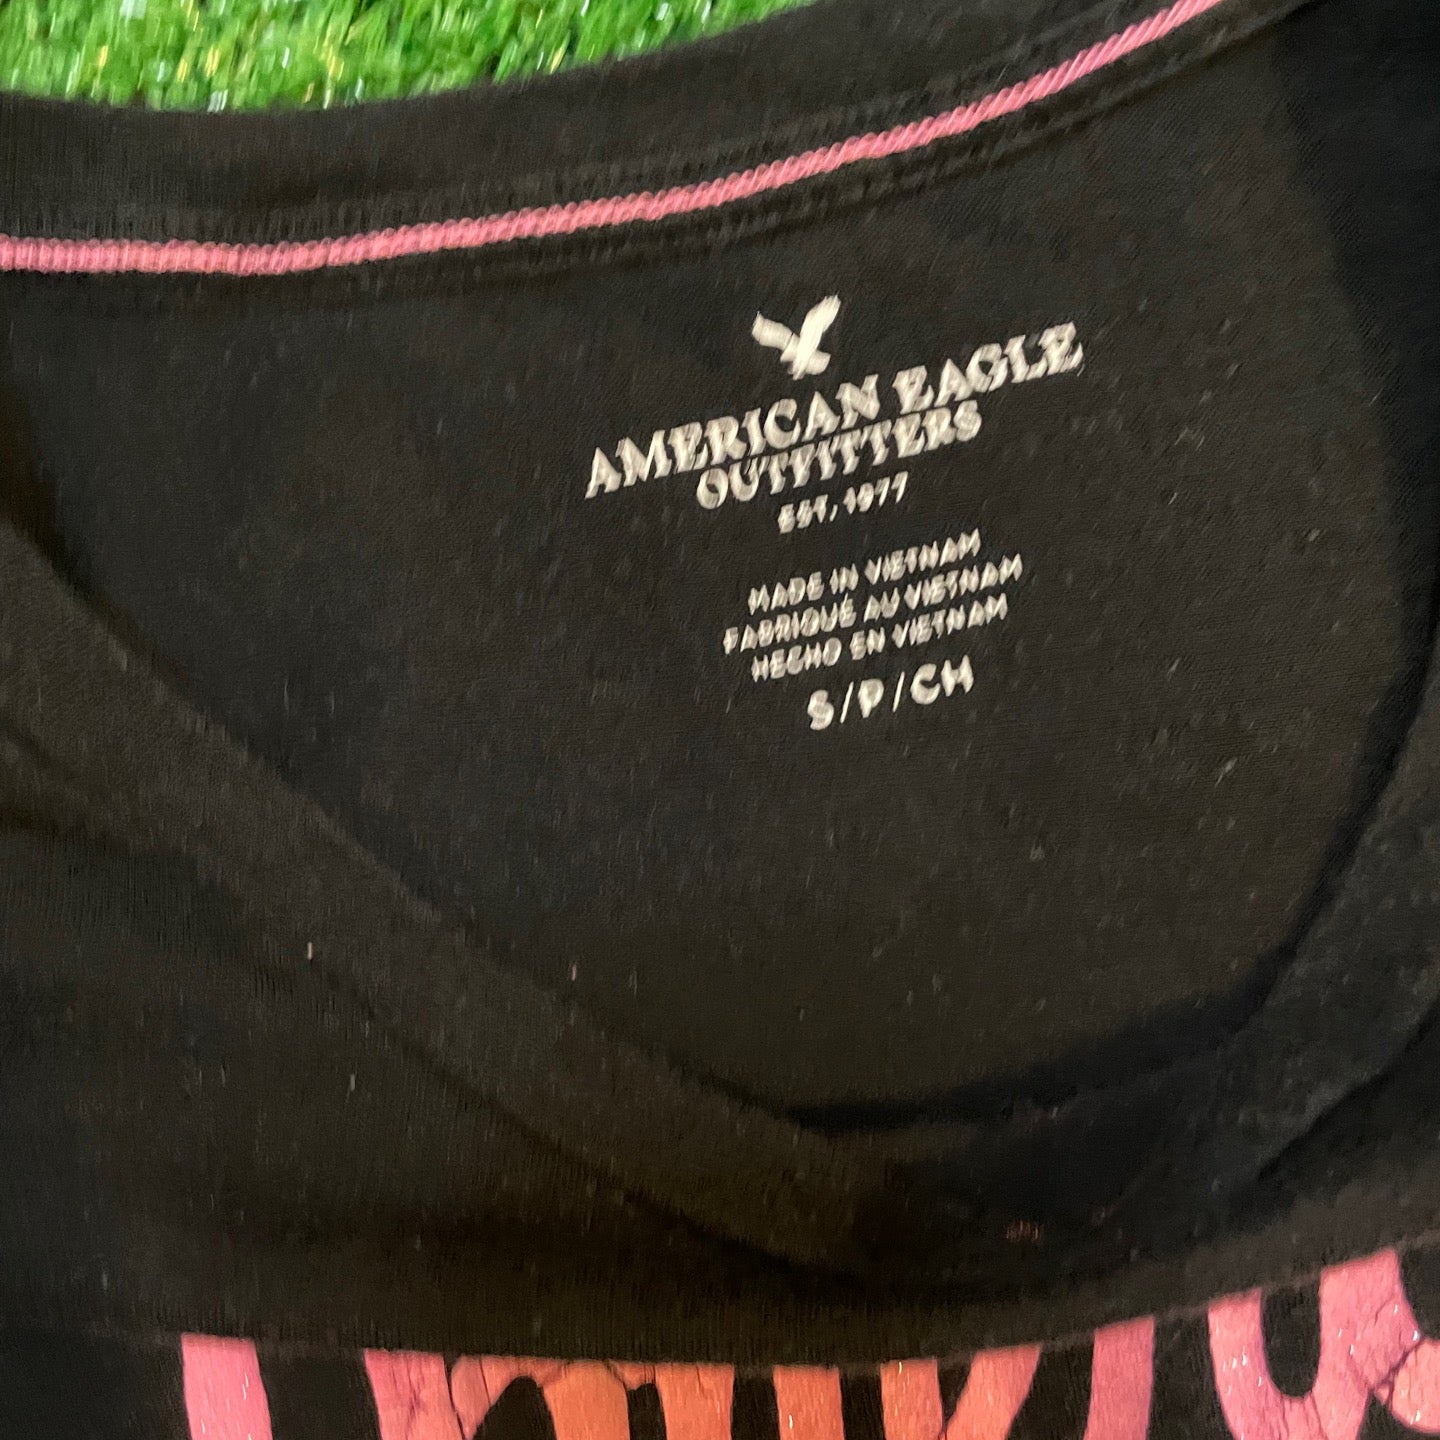 AMERICAN EAGLE
OUTFITTERS
EST. 1977
MADE IN VIETNAM
FABRIQUÉ AU VIETNAM
HECHO EN VIETNAM
S/P/CH